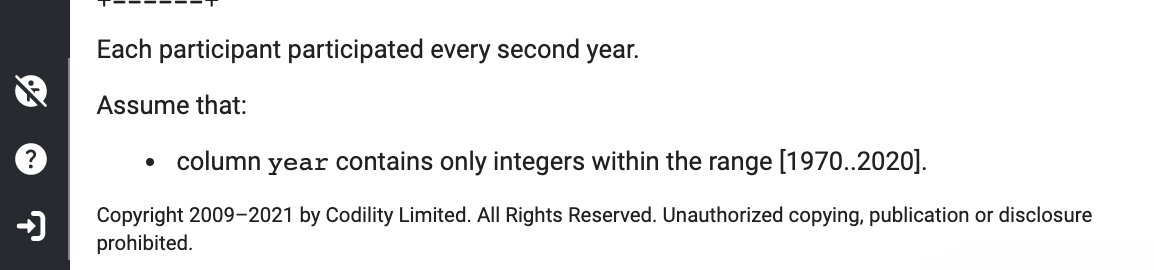 +------+
Each participant participated every second year.
Assume that:
• column year contains only integers within the range [1970..2020].
Copyright 2009–2021 by Codility Limited. All Rights Reserved. Unauthorized copying, publication or disclosure
prohibited.